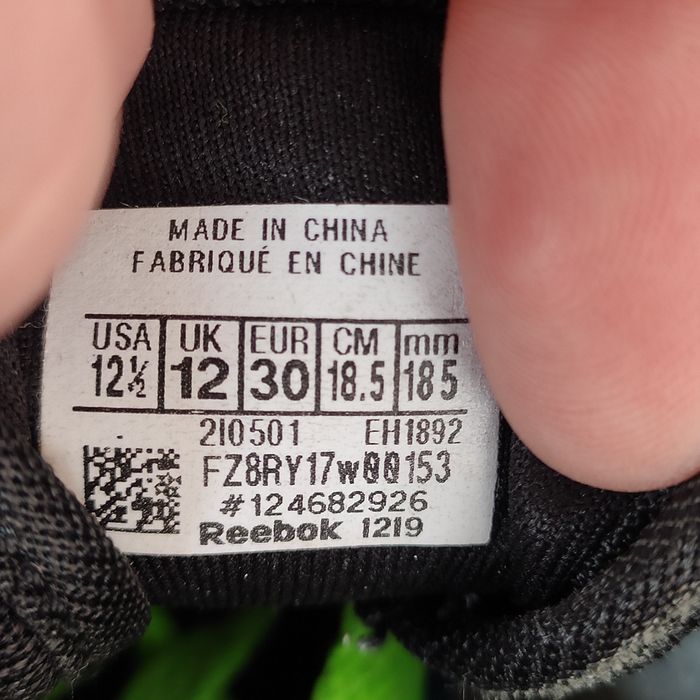 MADE IN CHINA
FABRIQUÉ EN CHINE
USA UK EUR CM mm
12½ 12 30 18.5 185
2I0501 EH1892
FZ8RY17w00153
#124682926
Reebok 1219